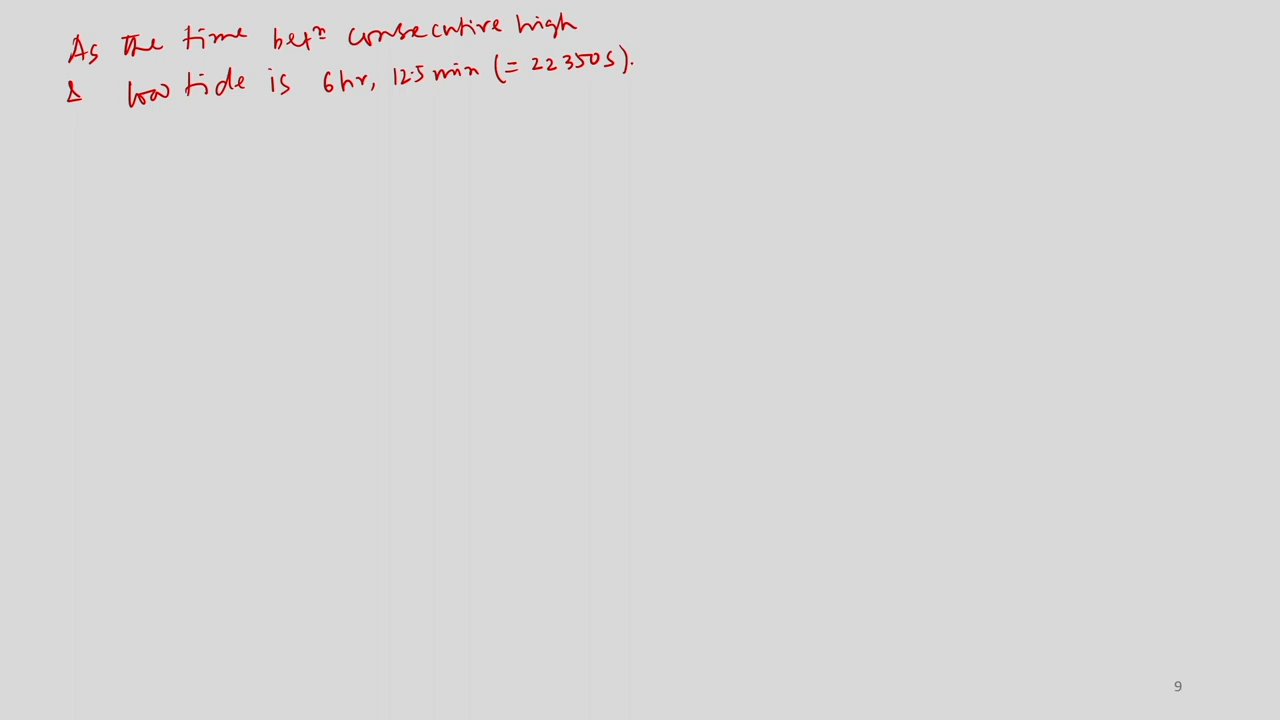 As the time betn consecutive high
& low tide is 6hr, 12.5 min (= 22350s).
9